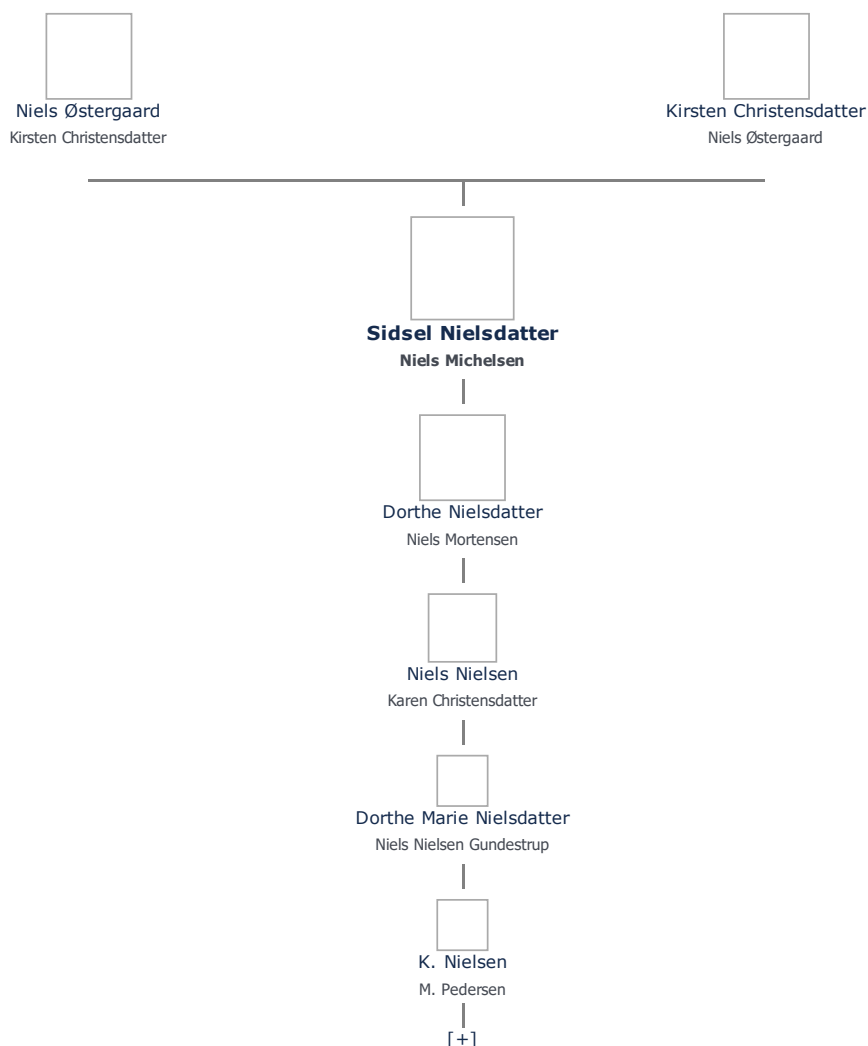 Niels Østergaard
Kirsten Christensdatter
Kirsten Christensdatter
Niels Østergaard
Sidsel Nielsdatter
Niels Michelsen
Dorthe Nielsdatter
Niels Mortensen
Niels Nielsen
Karen Christensdatter
Dorthe Marie Nielsdatter
Niels Nielsen Gundestrup
K. Nielsen
M. Pedersen
[+]